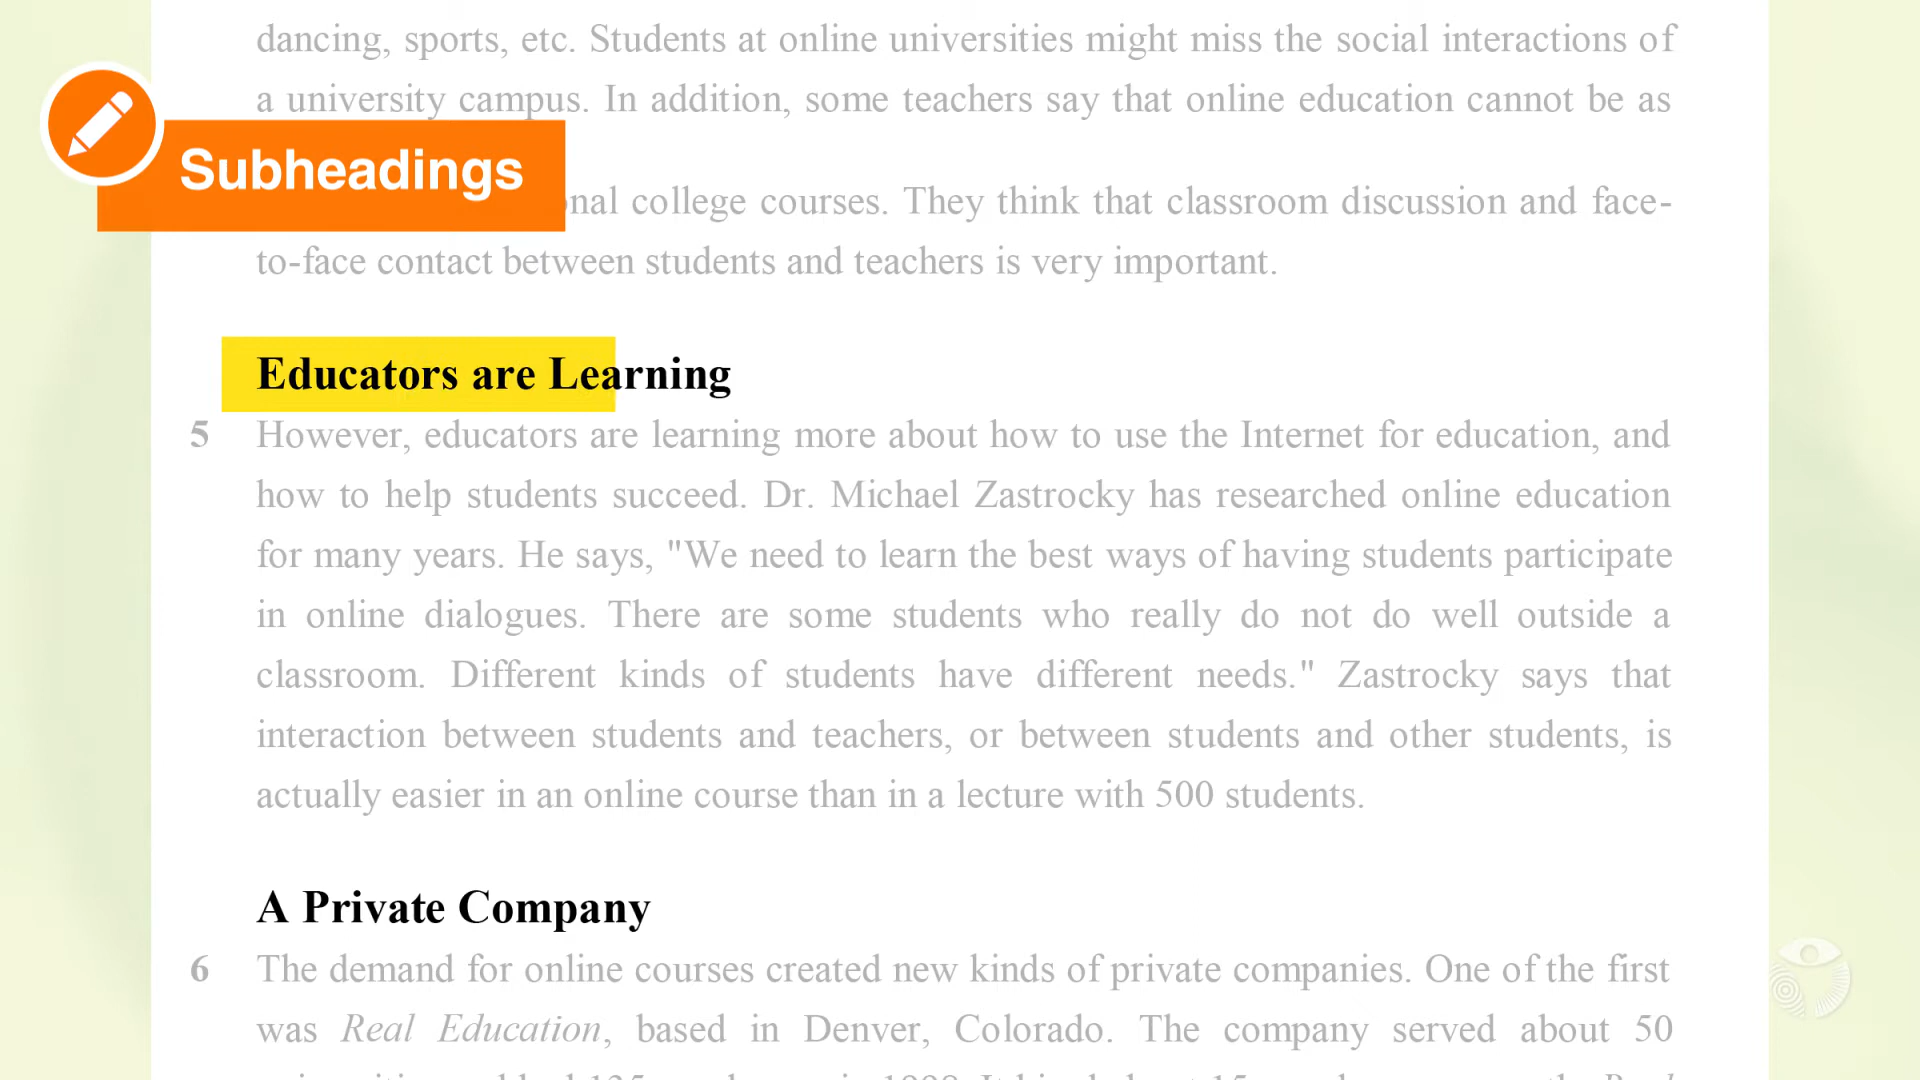 dancing, sports, etc. Students at online universities might miss the social interactions of
a university campus. In addition, some teachers say that online education cannot be as
Subheadings
college courses. They think that classroom discussion and face-
to-face contact between students and teachers is very important.
Educators are Learning
5 However, educators are learning more about how to use the Internet for education, and
how to help students succeed. Dr. Michael Zastrocky has researched online education
for many years. He says, "We need to learn the best ways of having students participate
in online dialogues. There are some students who really do not do well outside a
classroom. Different kinds of students have different needs." Zastrocky says that
interaction between students and teachers, or between students and other students, is
actually easier in an online course than in a lecture with 500 students.
A Private Company
6 The demand for online courses created new kinds of private companies. One of the first
was Real Education, based in Denver, Colorado. The company served about 50